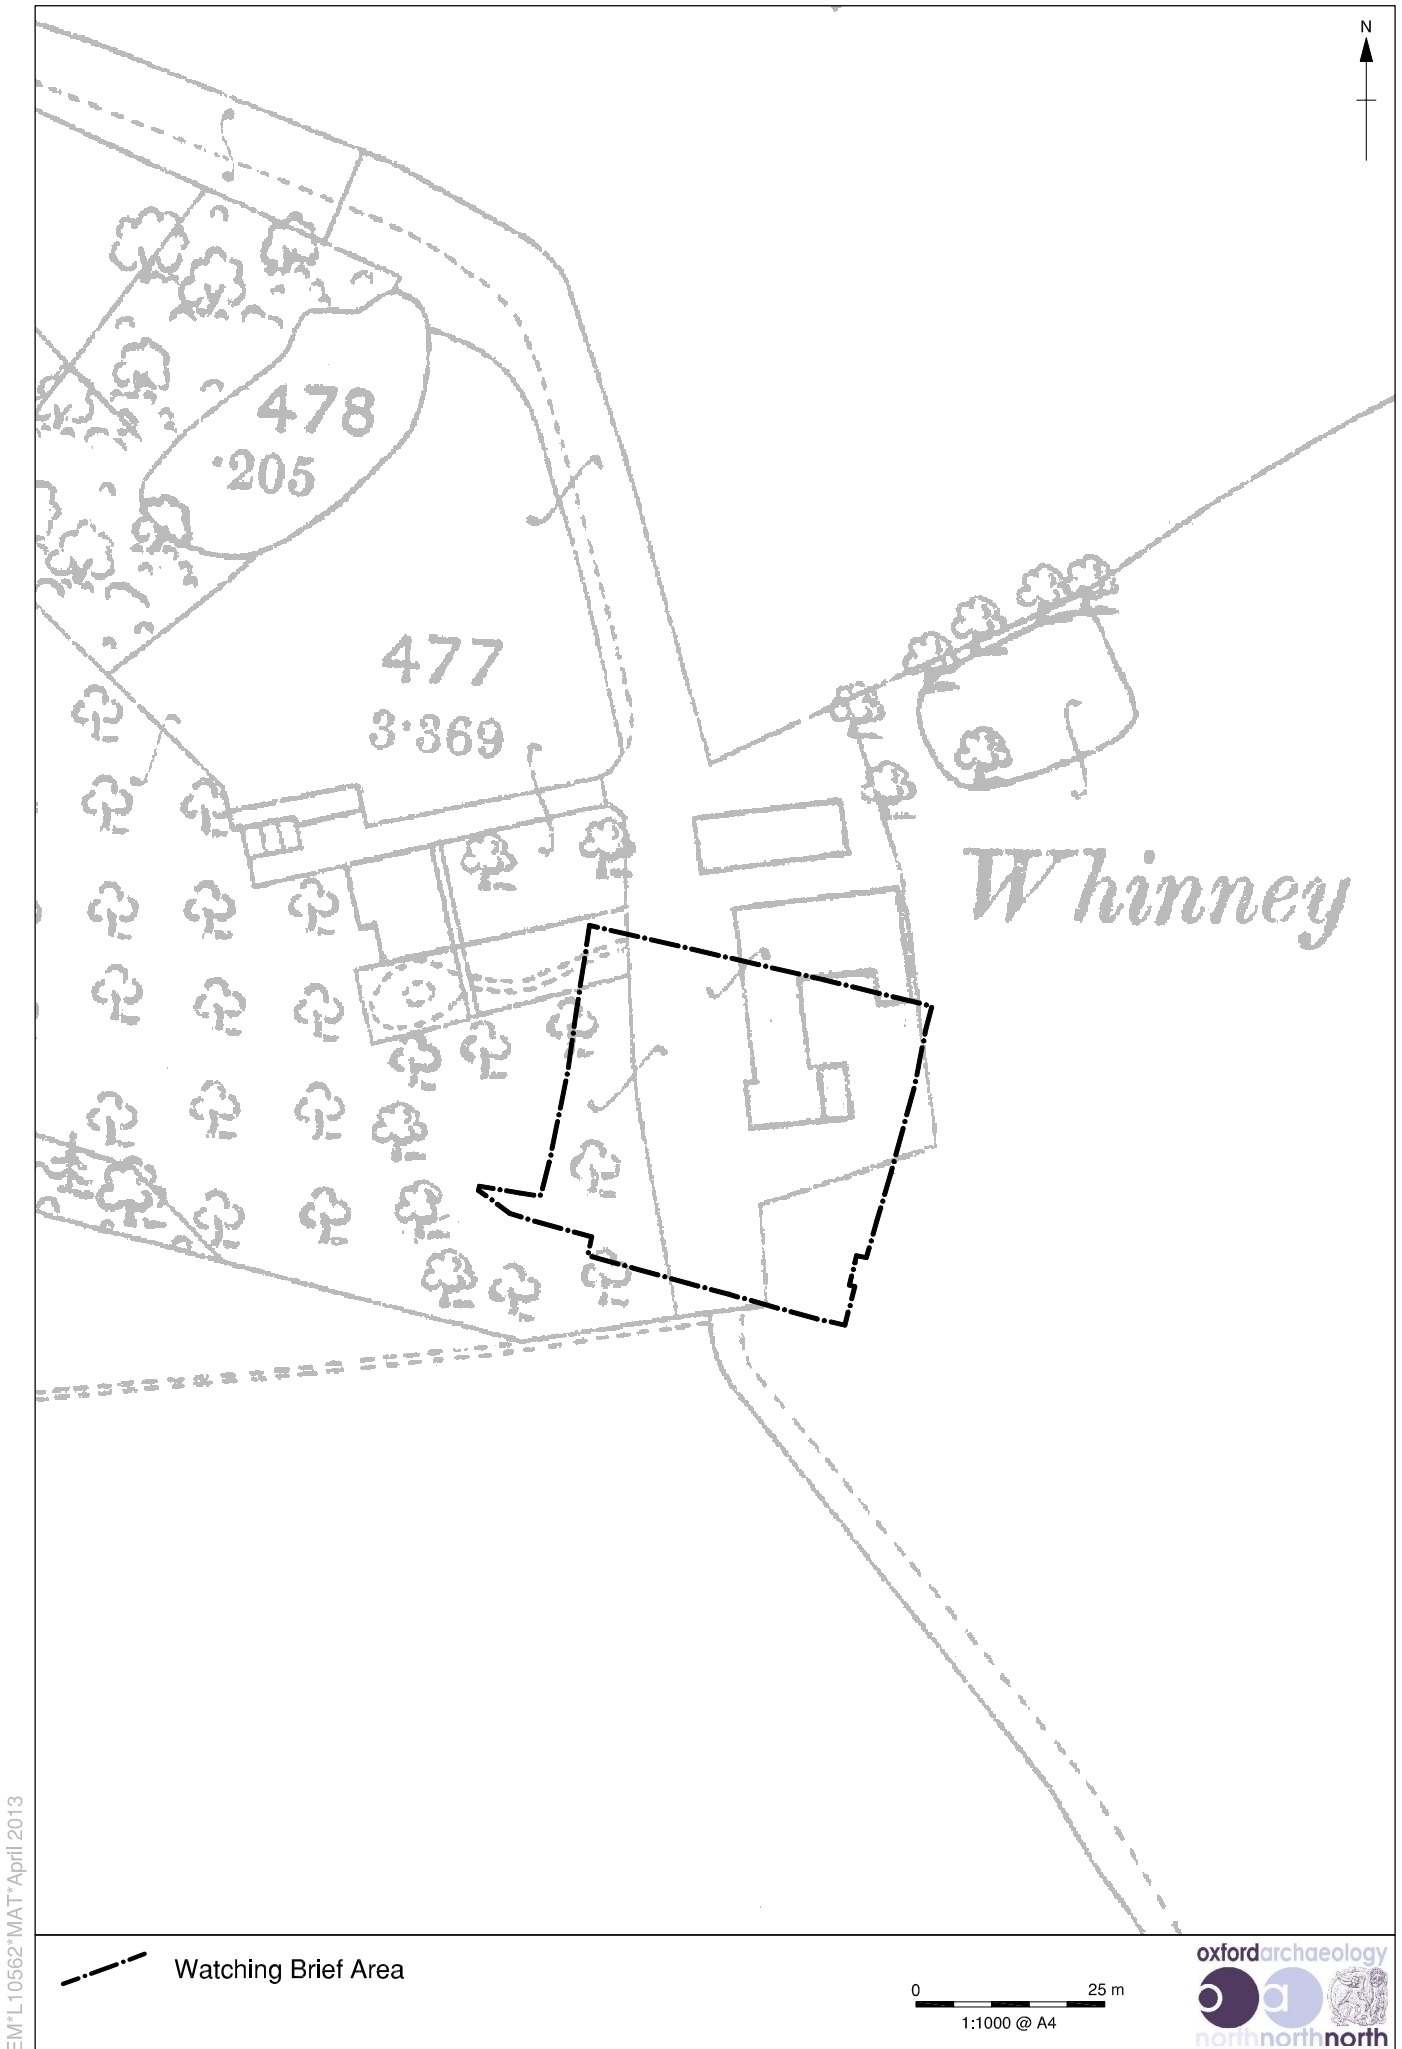 N
478
·205
477
3·369
Whinney
EM*L10562*MAT*April 2013
Watching Brief Area
0 25 m
1:1000 @ A4
oxfordarchaeology
o a
northnorthnorth